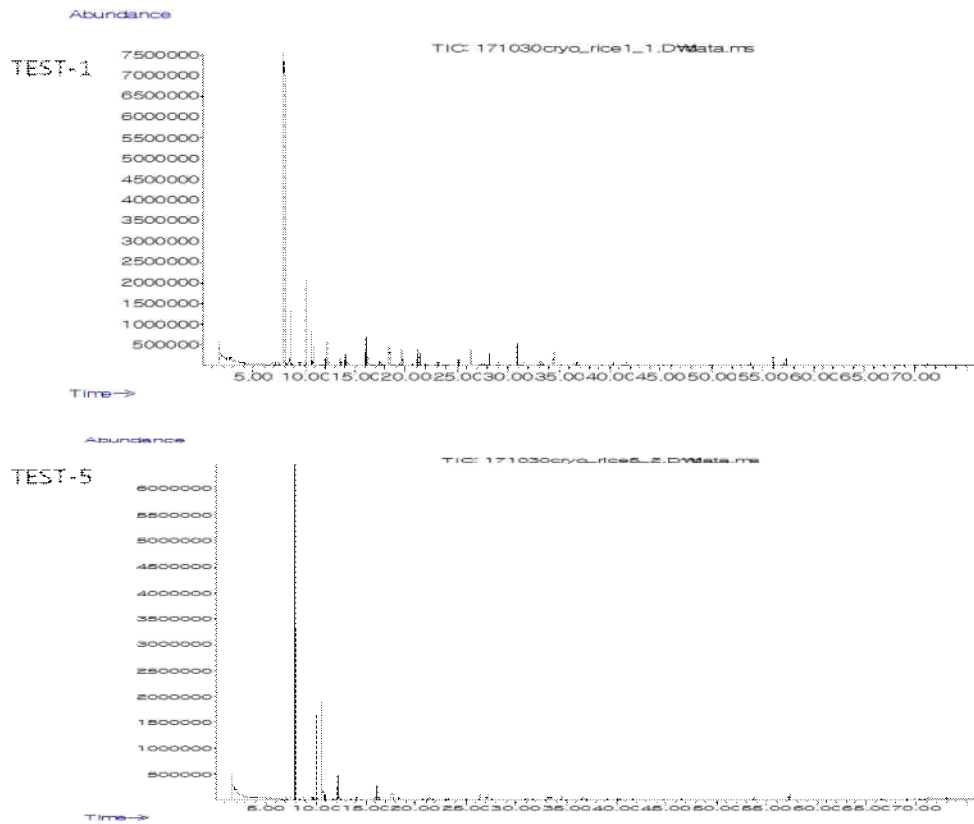 Abundance
TIC: 171030cryo_rice1_1.D\data.ms
TEST-1
7500000
7000000
6500000
6000000
5500000
5000000
4500000
4000000
3500000
3000000
2500000
2000000
1500000
1000000
500000
5.00 10.00 15.00 20.00 25.00 30.00 35.00 40.00 45.00 50.00 55.00 60.00 65.00 70.00
Time-->
Abundance
TIC: 171030cryo_rice5_2.D\data.ms
TEST-5
6000000
5500000
5000000
4500000
4000000
3500000
3000000
2500000
2000000
1500000
1000000
500000
5.00 10.00 15.00 20.00 25.00 30.00 35.00 40.00 45.00 50.00 55.00 60.00 65.00 70.00
Time-->